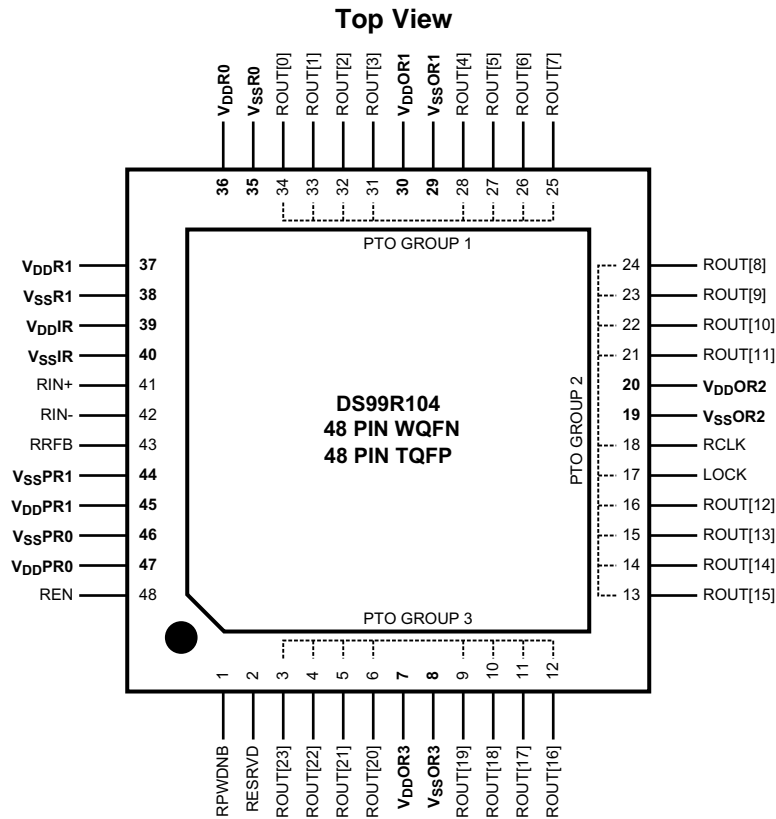 Top View
VDDR0
VSSR0
ROUT[0]
ROUT[1]
ROUT[2]
ROUT[3]
VDDOR1
VSSOR1
ROUT[4]
ROUT[5]
ROUT[6]
ROUT[7]
36
35
34
33
32
31
30
29
28
27
26
25
PTO GROUP 1
VDDR1 37
VSSR1 38
VDDIR 39
VSSIR 40
RIN+ 41
RIN- 42
RRFB 43
VSSPR1 44
VDDPR1 45
VSSPR0 46
VDDPR0 47
REN 48
DS99R104
48 PIN WQFN
48 PIN TQFP
PTO GROUP 2
24 ROUT[8]
23 ROUT[9]
22 ROUT[10]
21 ROUT[11]
20 VDDOR2
19 VSSOR2
18 RCLK
17 LOCK
16 ROUT[12]
15 ROUT[13]
14 ROUT[14]
13 ROUT[15]
PTO GROUP 3
1
2
3
4
5
6
7
8
9
10
11
12
RPWDNB
RESRVD
ROUT[23]
ROUT[22]
ROUT[21]
ROUT[20]
VDDOR3
VSSOR3
ROUT[19]
ROUT[18]
ROUT[17]
ROUT[16]